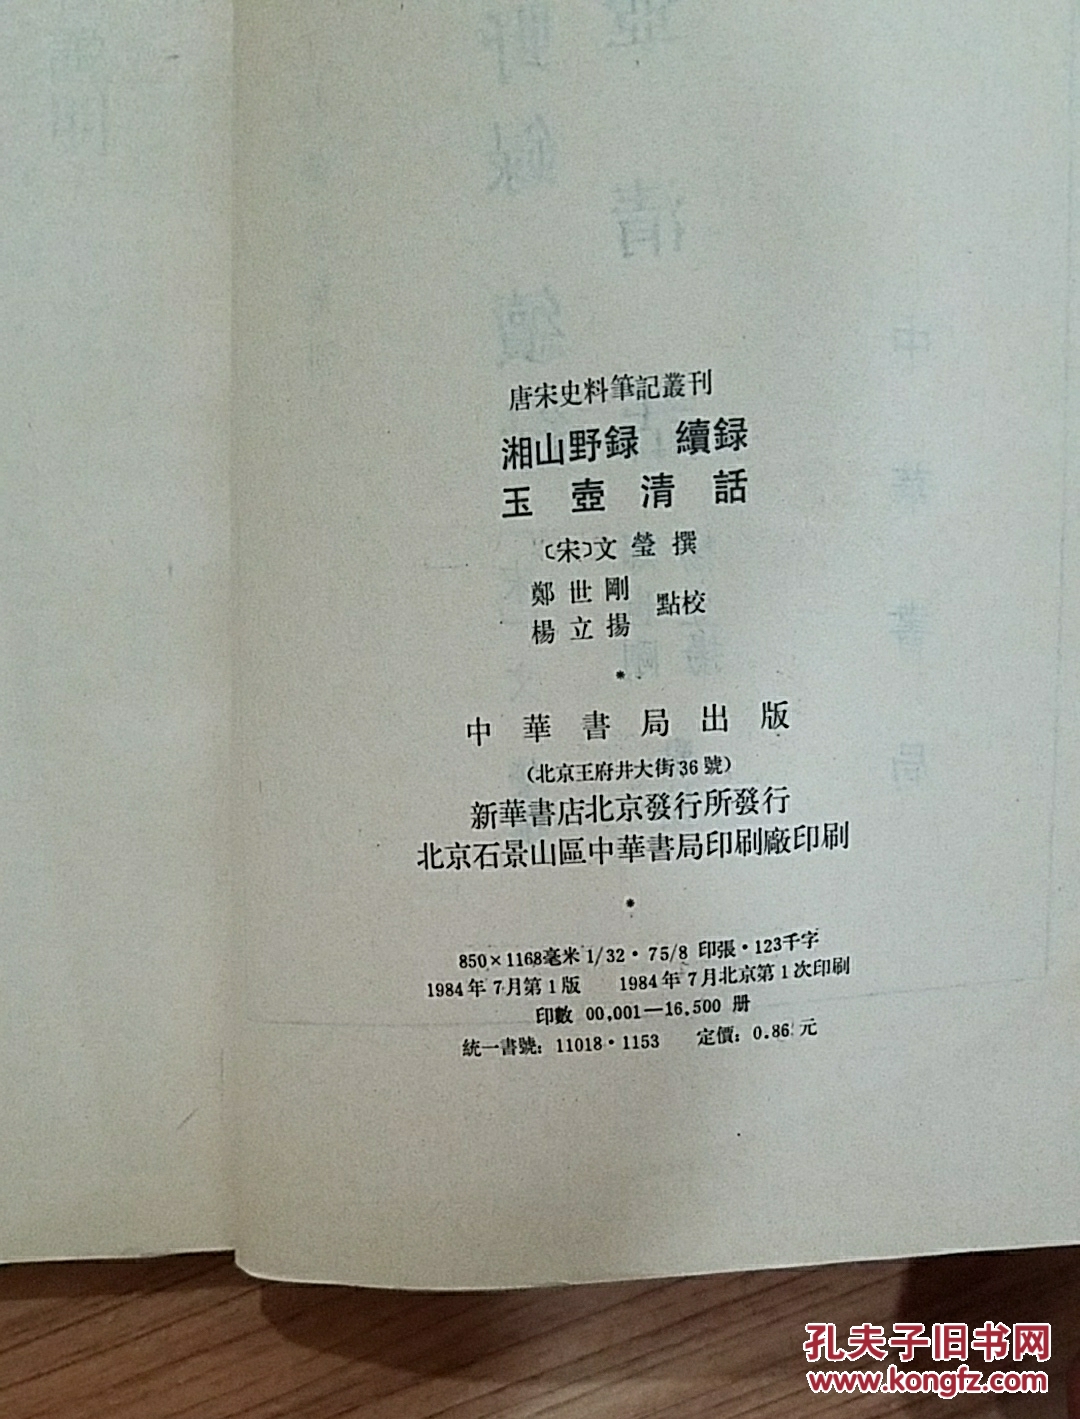 唐宋史料筆記叢刊
湘山野録 續録
玉壺清話
〔宋〕文瑩撰
鄭世剛
楊立揚
點校
中華書局出版
(北京王府井大街36號)
新華書店北京發行所發行
北京石景山區中華書局印刷廠印刷
850×1168毫米 1/32·75/8 印張·123千字
1984年7月第1版 1984年7月北京第1次印刷
印數 00,001—16,500 册
統一書號: 11018·1153 定價: 0.86 元
孔夫子旧书网
www.kongfz.com